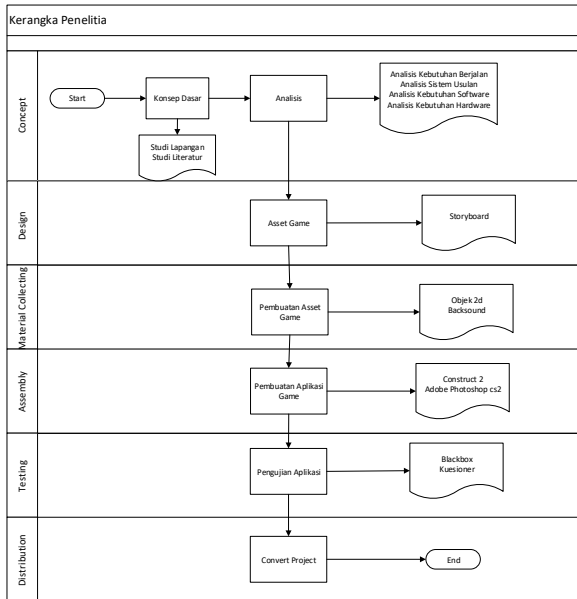 Kerangka Penelitia
Concept
Start
Konsep Dasar
Analisis
Analisis Kebutuhan Berjalan
Analisis Sistem Usulan
Analisis Kebutuhan Software
Analisis Kebutuhan Hardware
Studi Lapangan
Studi Literatur
Design
Asset Game
Storyboard
Material Collecting
Pembuatan Asset
Game
Objek 2d
Backsound
Assembly
Pembuatan Aplikasi
Game
Construct 2
Adobe Photoshop cs2
Testing
Pengujian Aplikasi
Blackbox
Kuesioner
Distribution
Convert Project
End